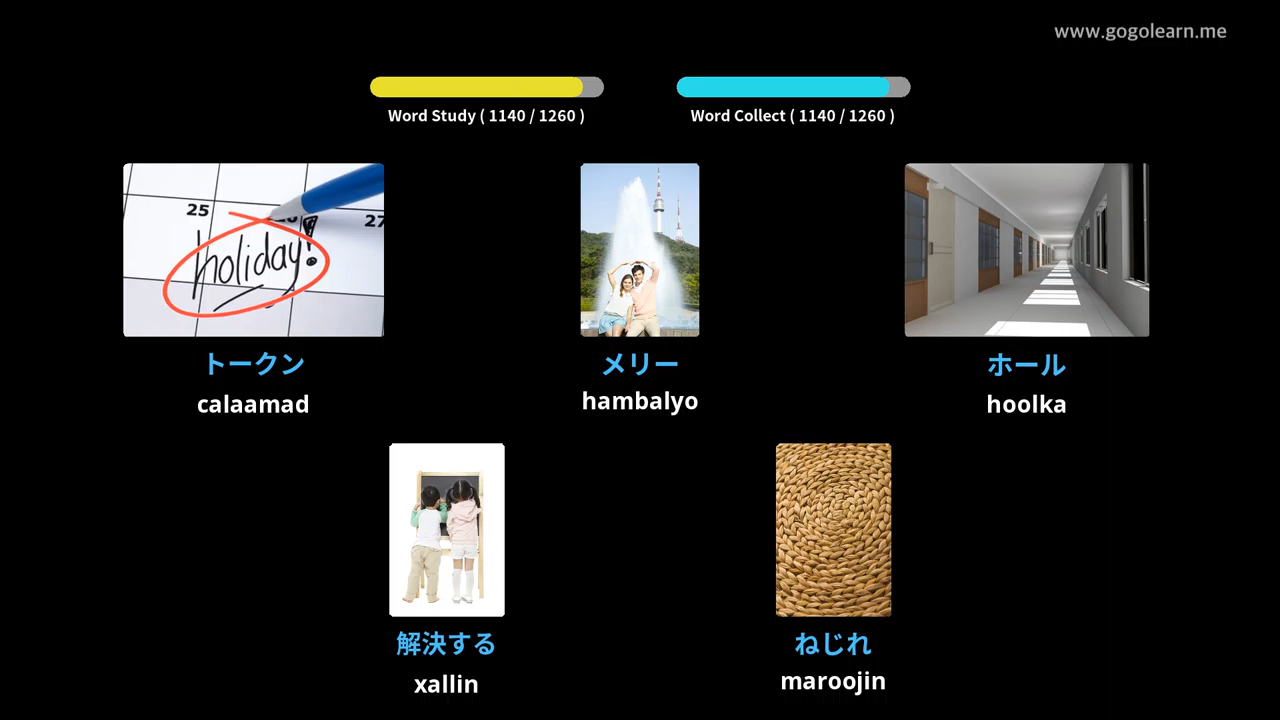 www.gogolearn.me
Word Study ( 1140 / 1260 )
Word Collect ( 1140 / 1260 )
25
27
holiday!
トークン
calaamad
メリー
hambalyo
ホール
hoolka
解決する
xallin
ねじれ
maroojin